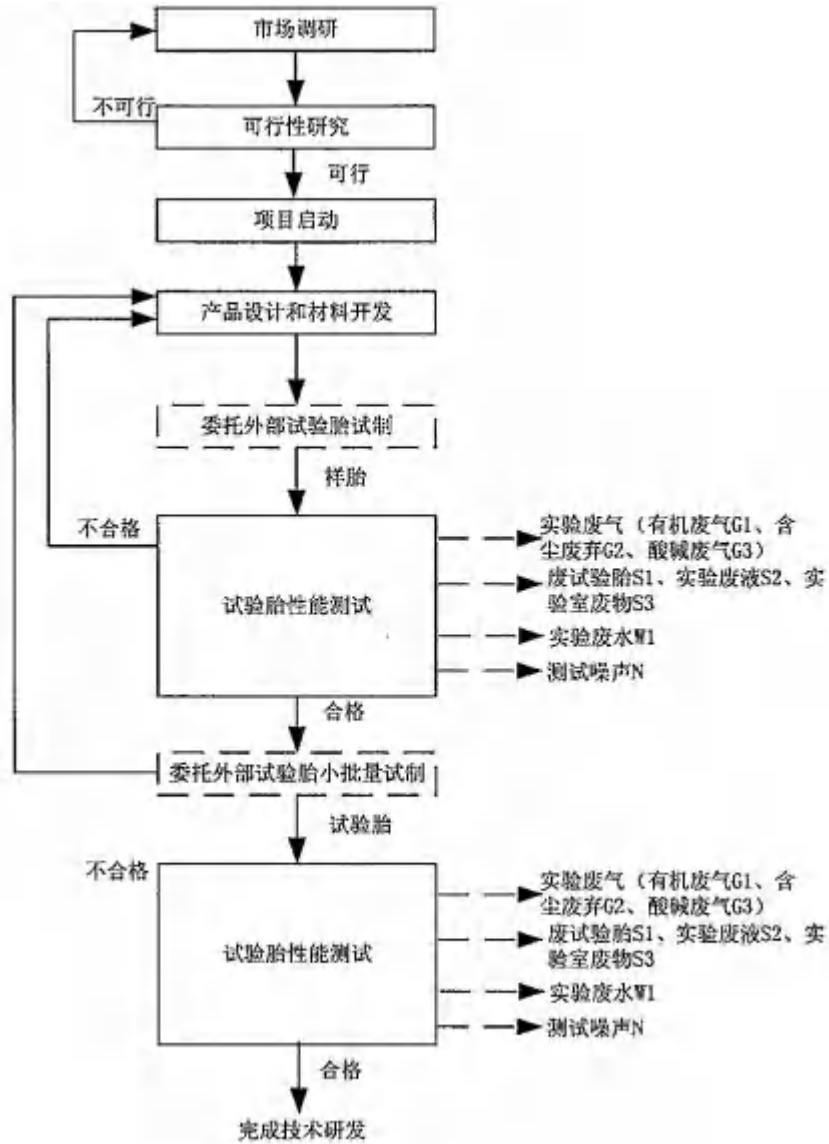 市场调研
不可行
可行性研究
可行
项目启动
产品设计和材料开发
委托外部试验胎试制
样胎
不合格
试验胎性能测试
实验废气（有机废气G1、含
尘废弃G2、酸碱废气G3）
废试验胎S1、实验废液S2、实
验室废物S3
实验废水W1
测试噪声N
合格
委托外部试验胎小批量试制
试验胎
不合格
试验胎性能测试
实验废气（有机废气G1、含
尘废弃G2、酸碱废气G3）
废试验胎S1、实验废液S2、实
验室废物S3
实验废水W1
测试噪声N
合格
完成技术研发